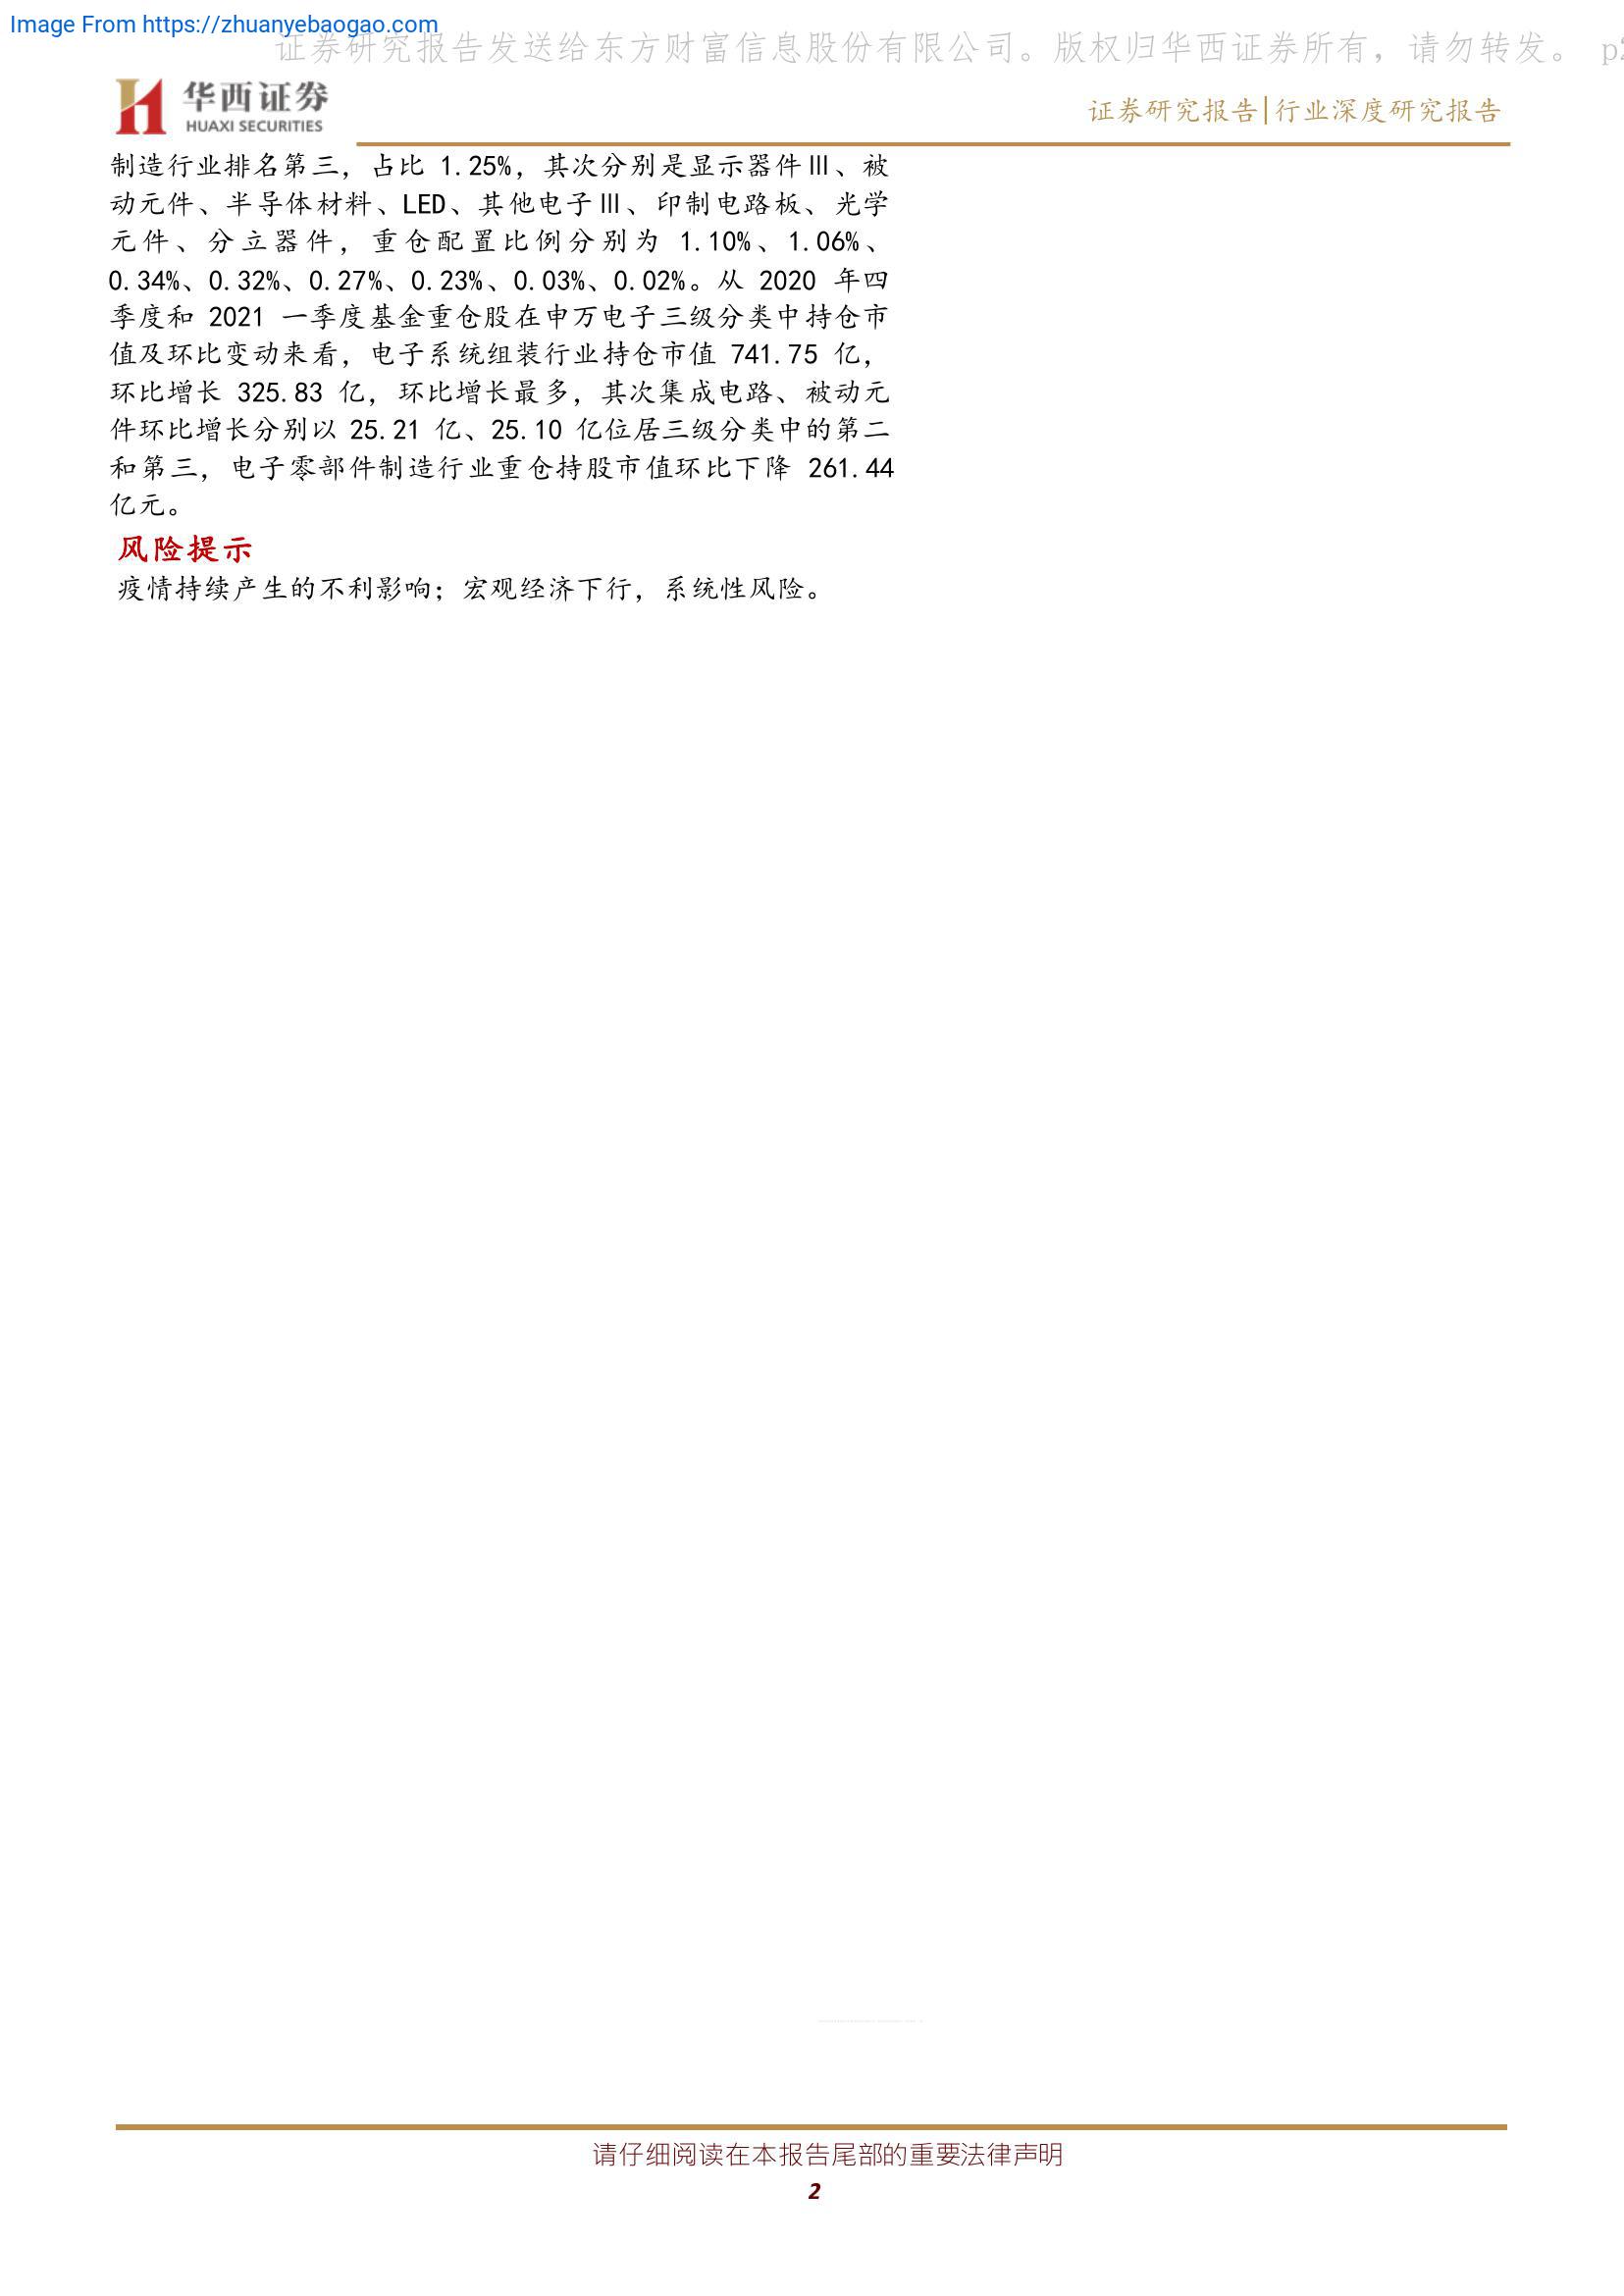 Image From https://zhuanyebaogao.com
证券研究报告发送给东方财富信息股份有限公司。版权归华西证券所有，请勿转发。 p2
华西证券
HUAXI SECURITIES
证券研究报告|行业深度研究报告
制造行业排名第三，占比 1.25%，其次分别是显示器件Ⅲ、被
动元件、半导体材料、LED、其他电子Ⅲ、印制电路板、光学
元件、分立器件，重仓配置比例分别为 1.10%、1.06%、
0.34%、0.32%、0.27%、0.23%、0.03%、0.02%。从 2020 年四
季度和 2021 一季度基金重仓股在申万电子三级分类中持仓市
值及环比变动来看，电子系统组装行业持仓市值 741.75 亿，
环比增长 325.83 亿，环比增长最多，其次集成电路、被动元
件环比增长分别以 25.21 亿、25.10 亿位居三级分类中的第二
和第三，电子零部件制造行业重仓持股市值环比下降 261.44
亿元。
风险提示
疫情持续产生的不利影响；宏观经济下行，系统性风险。
请仔细阅读在本报告尾部的重要法律声明
2